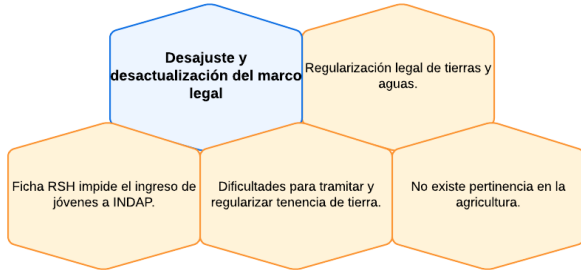 Desajuste y
desactualización del marco
legal
Regularización legal de tierras y
aguas.
Ficha RSH impide el ingreso de
jóvenes a INDAP.
Dificultades para tramitar y
regularizar tenencia de tierra.
No existe pertinencia en la
agricultura.